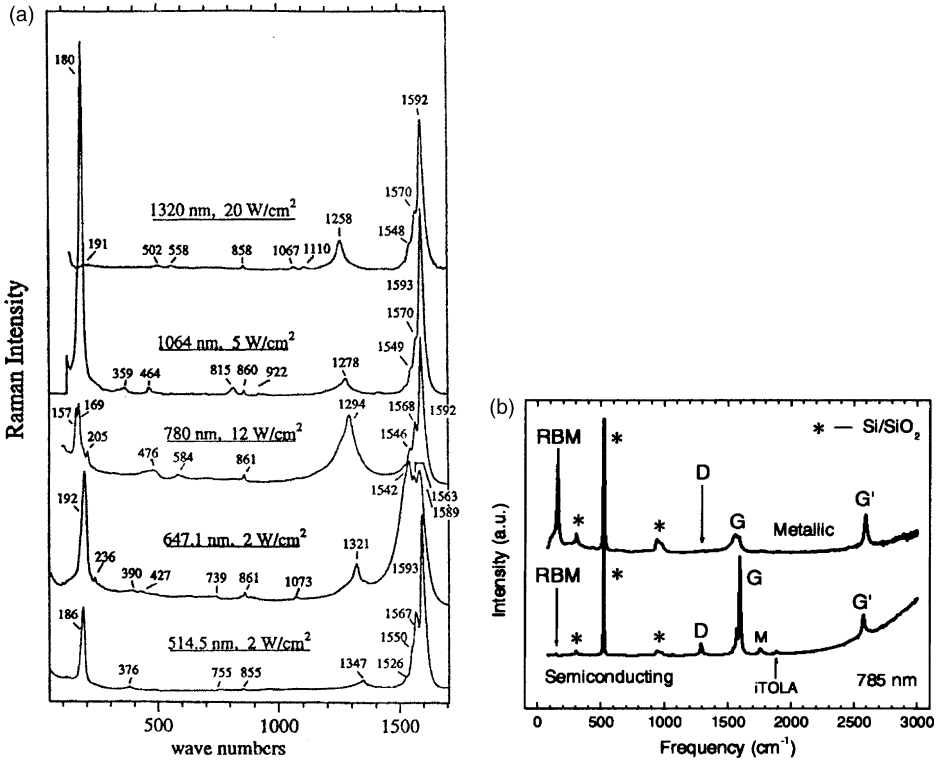 (a)
180
1592
1570
1320 nm, 20 W/cm²
1258
1548
191
502
558
858
1067
1110
1593
1570
1064 nm, 5 W/cm²
1278
1549
359
464
815
860
922
169
157
1294
1568
1592
780 nm, 12 W/cm²
205
1546
476
584
861
1542
1563
1589
192
647.1 nm, 2 W/cm²
1321
236
1593
390
427
739
861
1073
186
1567
514.5 nm, 2 W/cm²
1550
376
755
855
1347
1526
500
1000
1500
wave numbers
Raman Intensity
(b)
* — Si/SiO₂
RBM
*
D
G'
*
*
G
Metallic
RBM
*
G
*
*
D
M
G'
Semiconducting
iTOLA
785 nm
0 500 1000 1500 2000 2500 3000
Frequency (cm⁻¹)
Intensity (a.u.)